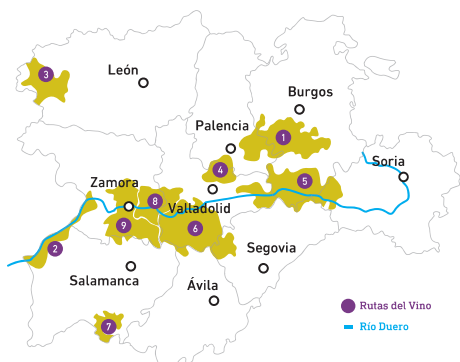 3
León
Burgos
1
Palencia
4
Soria
5
Zamora
8
Valladolid
9
6
2
Segovia
Salamanca
Ávila
7
Rutas del Vino
Río Duero